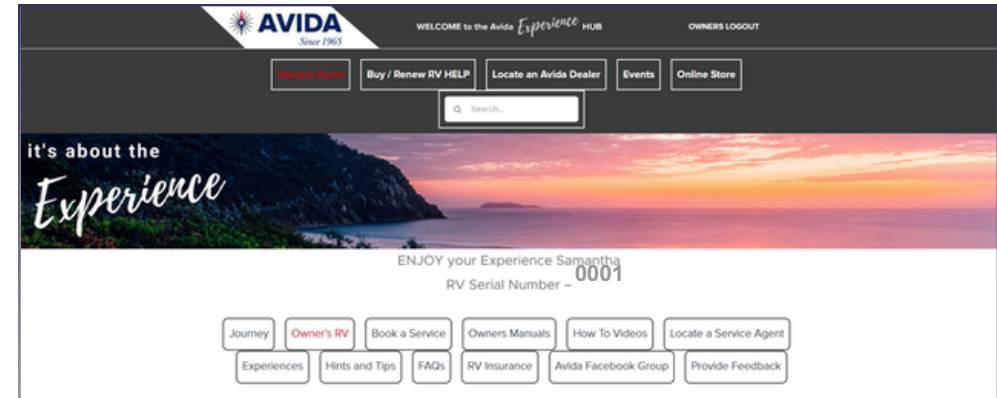 AVIDA
Since 1965
WELCOME to the Avida Experience HUB
OWNERS LOGOUT
Owners Home
Buy / Renew RV HELP
Locate an Avida Dealer
Events
Online Store
Search...
it's about the
Experience
ENJOY your Experience Samantha
RV Serial Number – 0001
Journey
Owner's RV
Book a Service
Owners Manuals
How To Videos
Locate a Service Agent
Experiences
Hints and Tips
FAQs
RV Insurance
Avida Facebook Group
Provide Feedback